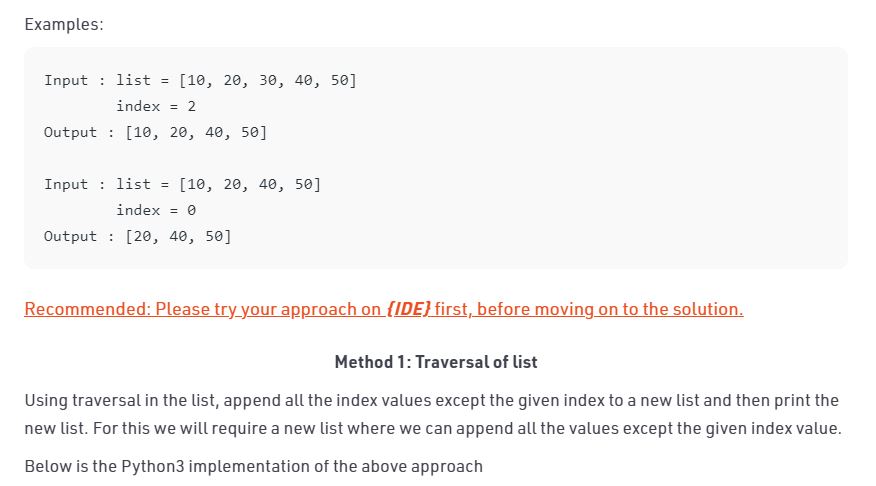 Examples:
Input : list = [10, 20, 30, 40, 50]
index = 2
Output : [10, 20, 40, 50]
Input : list = [10, 20, 40, 50]
index = 0
Output : [20, 40, 50]
Recommended: Please try your approach on {IDE} first, before moving on to the solution.
Method 1: Traversal of list
Using traversal in the list, append all the index values except the given index to a new list and then print the
new list. For this we will require a new list where we can append all the values except the given index value.
Below is the Python3 implementation of the above approach